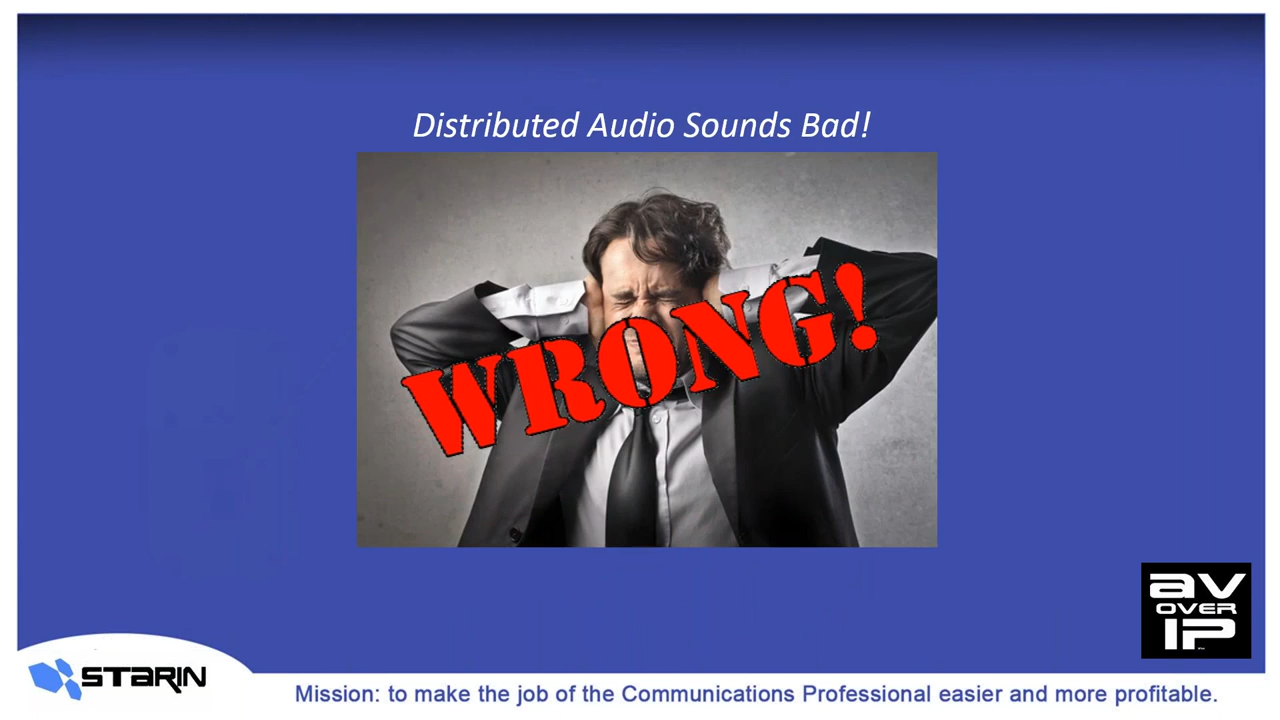 Distributed Audio Sounds Bad!
WRONG!
av
OVER
IP
STARIN
Mission: to make the job of the Communications Professional easier and more profitable.